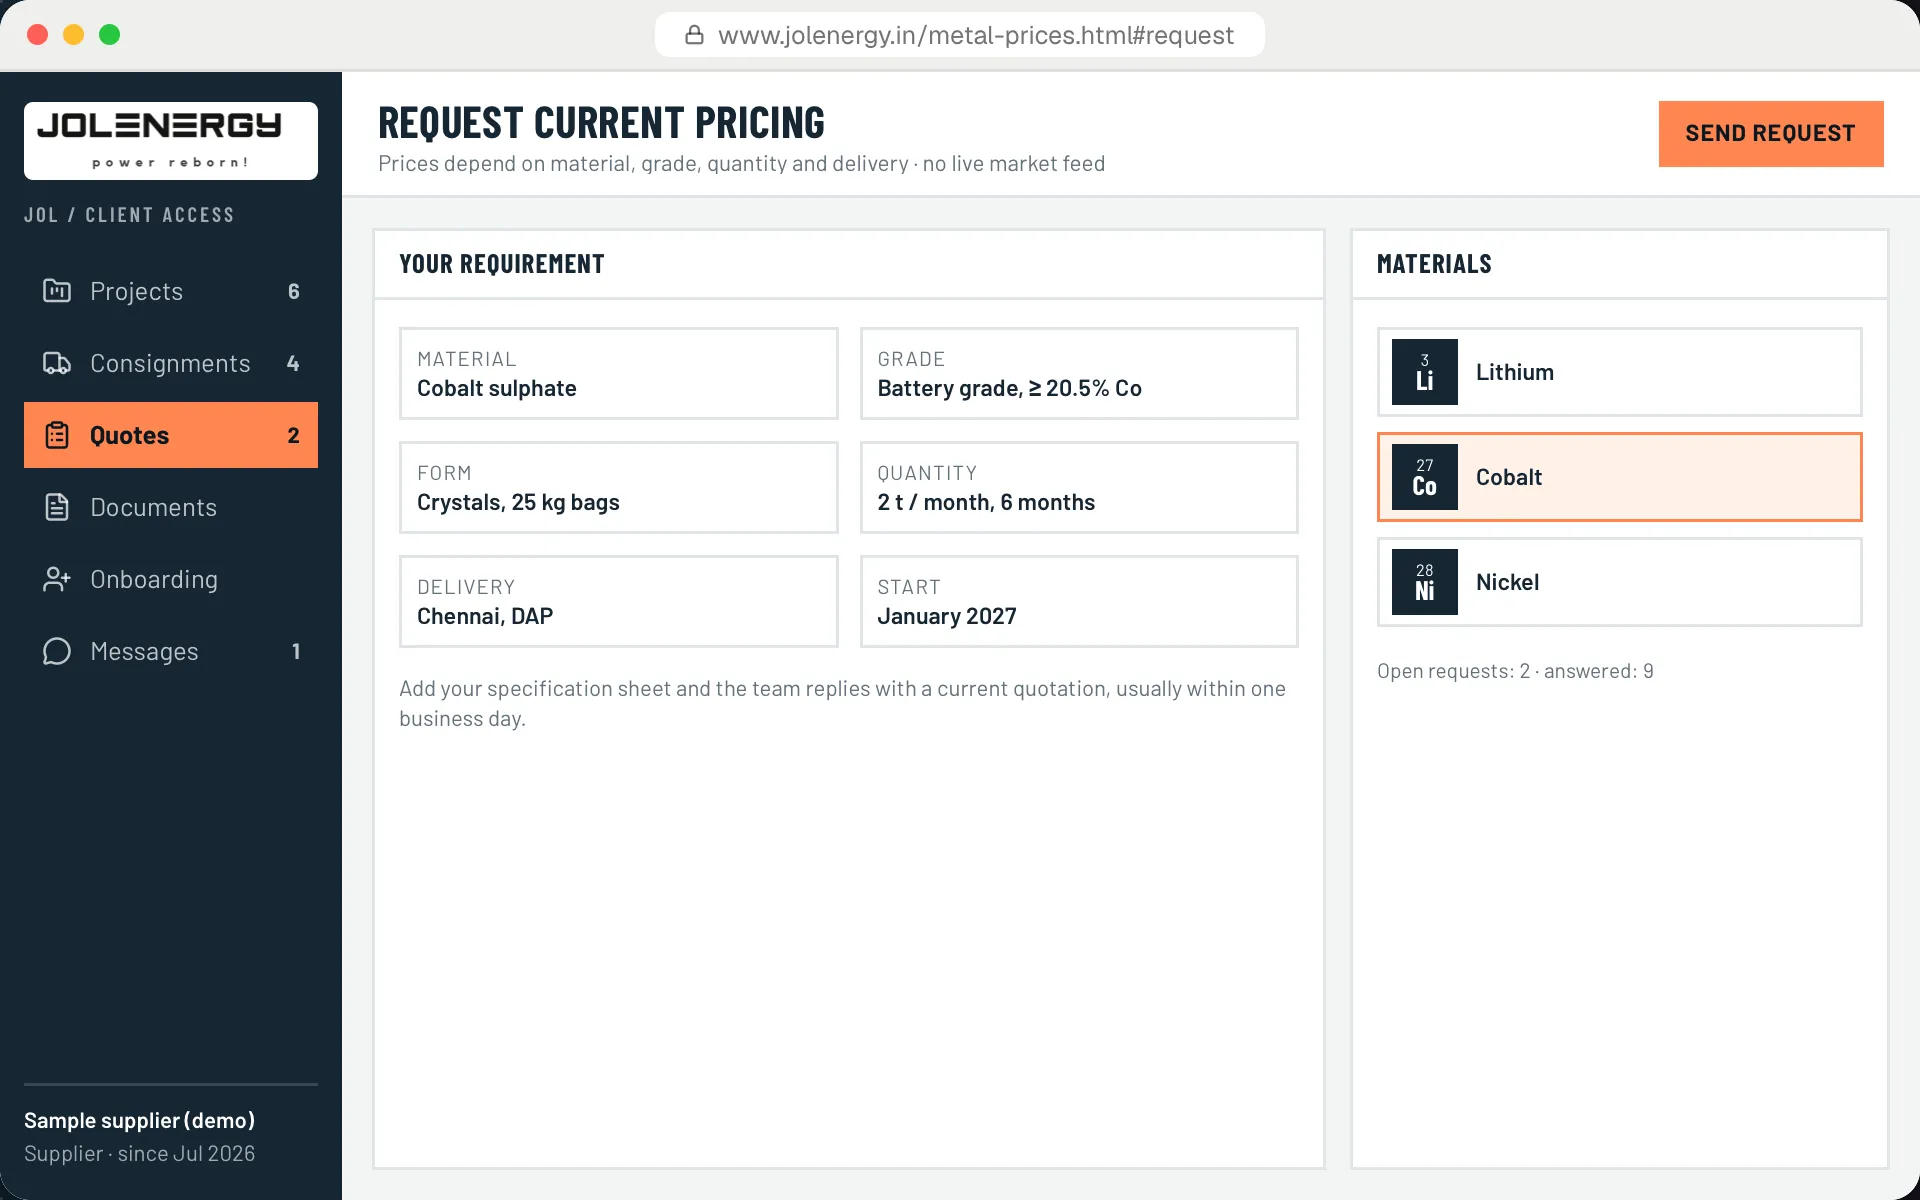 www.jolenergy.in/metal-prices.html#request
JOLENERGY
power reborn!
JOL / CLIENT ACCESS
Projects 6
Consignments 4
Quotes 2
Documents
Onboarding
Messages 1
Sample supplier (demo)
Supplier · since Jul 2026
REQUEST CURRENT PRICING
Prices depend on material, grade, quantity and delivery · no live market feed
SEND REQUEST
YOUR REQUIREMENT
MATERIAL
Cobalt sulphate
GRADE
Battery grade, ≥ 20.5% Co
FORM
Crystals, 25 kg bags
QUANTITY
2 t / month, 6 months
DELIVERY
Chennai, DAP
START
January 2027
Add your specification sheet and the team replies with a current quotation, usually within one
business day.
MATERIALS
3
Li
Lithium
27
Co
Cobalt
28
Ni
Nickel
Open requests: 2 · answered: 9